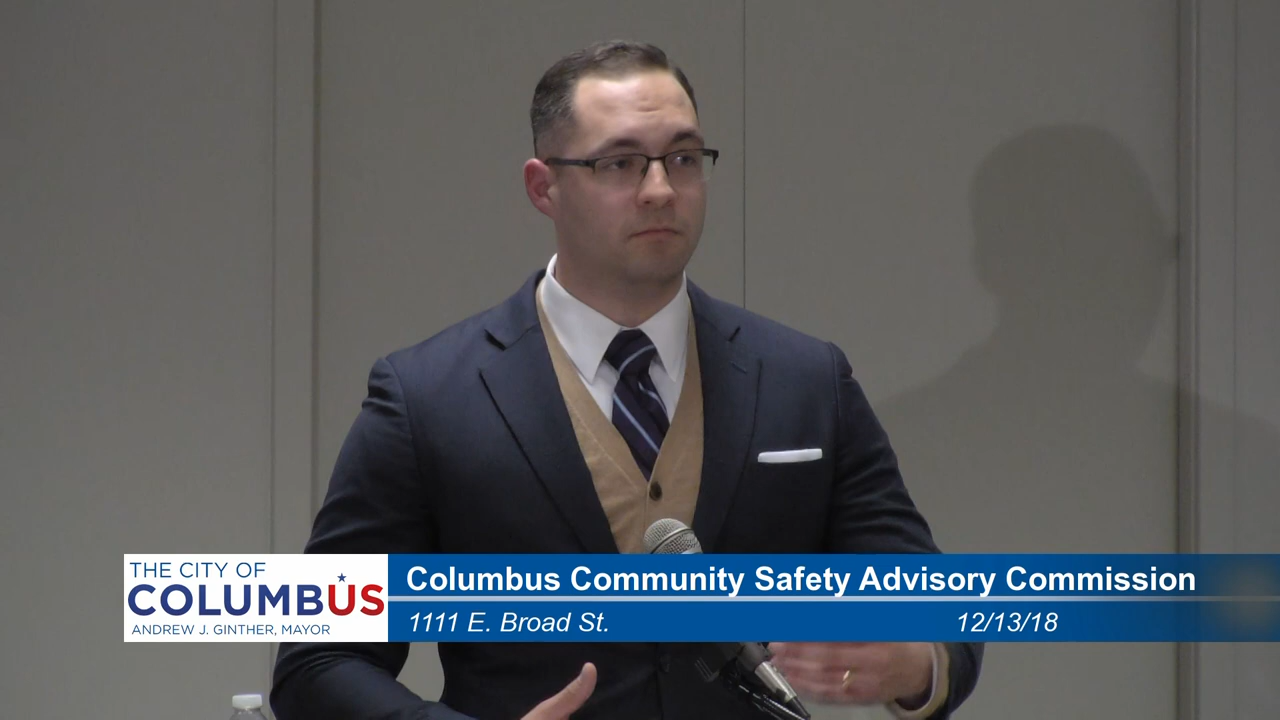 THE CITY OF
COLUMBUS
ANDREW J. GINTHER, MAYOR
Columbus Community Safety Advisory Commission
1111 E. Broad St.
12/13/18